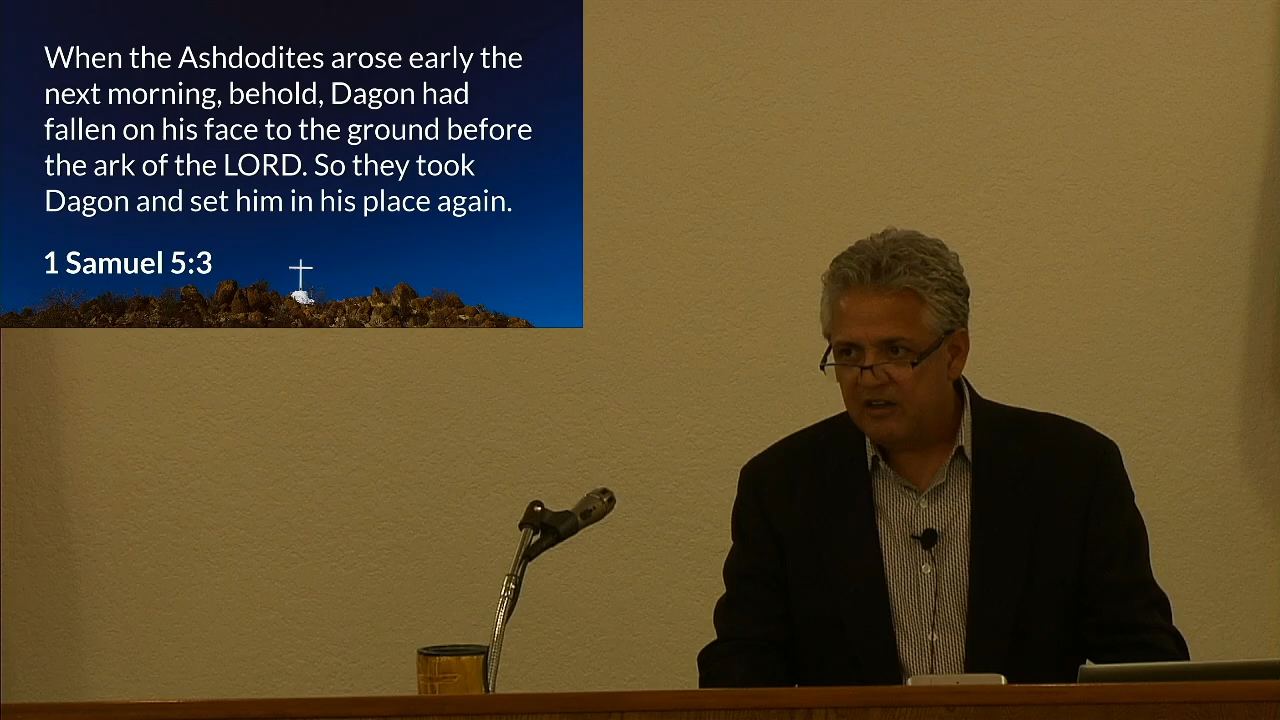 When the Ashdodites arose early the
next morning, behold, Dagon had
fallen on his face to the ground before
the ark of the LORD. So they took
Dagon and set him in his place again.
1 Samuel 5:3